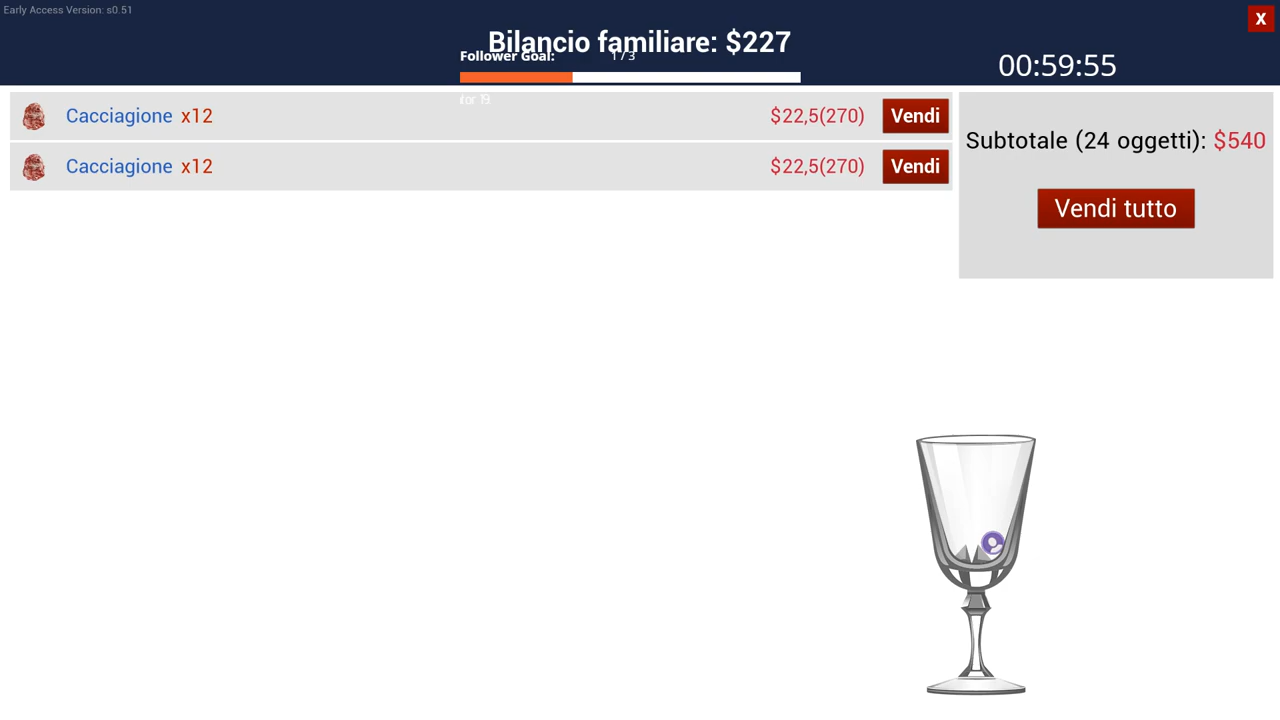 Early Access Version: s0.51
X
Bilancio familiare: $227
Follower Goal: 1 / 3
00:59:55
Cacciagione x12 $22,5(270) Vendi
Cacciagione x12 $22,5(270) Vendi
Subtotale (24 oggetti): $540
Vendi tutto